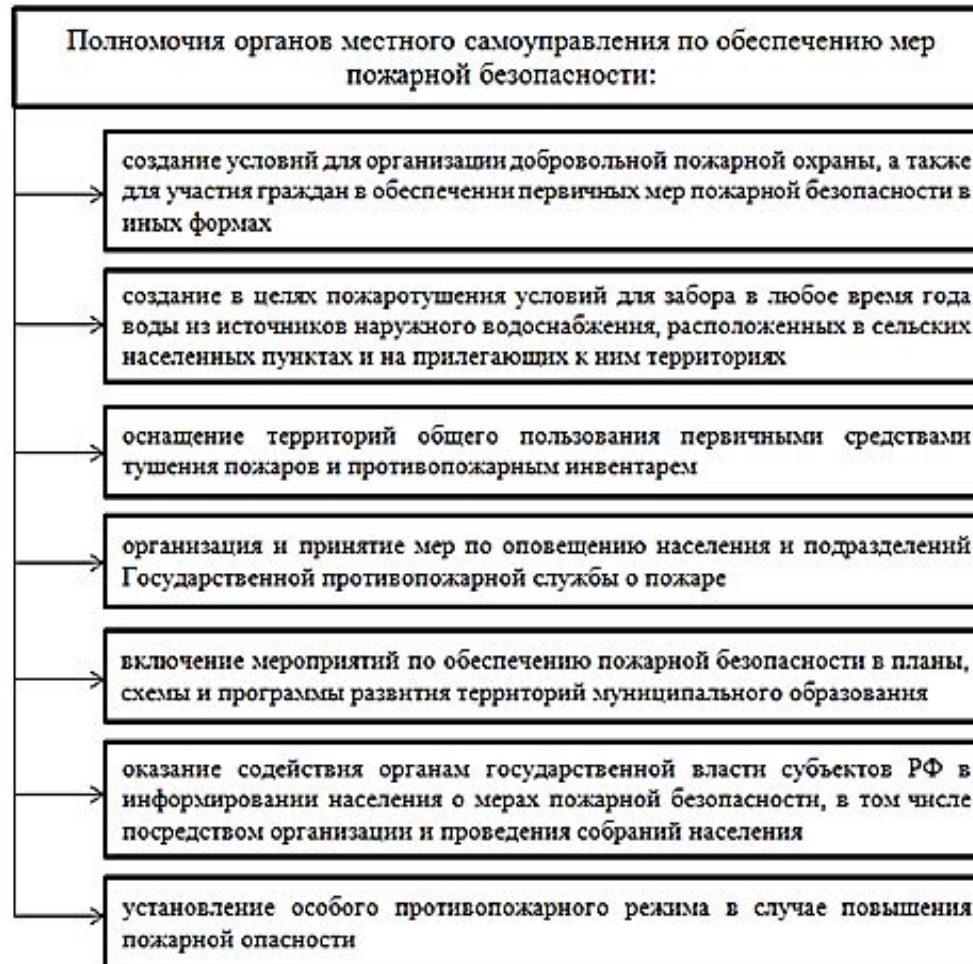 Полномочия органов местного самоуправления по обеспечению мер
пожарной безопасности:
создание условий для организации добровольной пожарной охраны, а также
для участия граждан в обеспечении первичных мер пожарной безопасности в
иных формах
создание в целях пожаротушения условий для забора в любое время года
воды из источников наружного водоснабжения, расположенных в сельских
населенных пунктах и на прилегающих к ним территориях
оснащение территорий общего пользования первичными средствами
тушения пожаров и противопожарным инвентарем
организация и принятие мер по оповещению населения и подразделений
Государственной противопожарной службы о пожаре
включение мероприятий по обеспечению пожарной безопасности в планы,
схемы и программы развития территорий муниципального образования
оказание содействия органам государственной власти субъектов РФ в
информировании населения о мерах пожарной безопасности, в том числе
посредством организации и проведения собраний населения
установление особого противопожарного режима в случае повышения
пожарной опасности